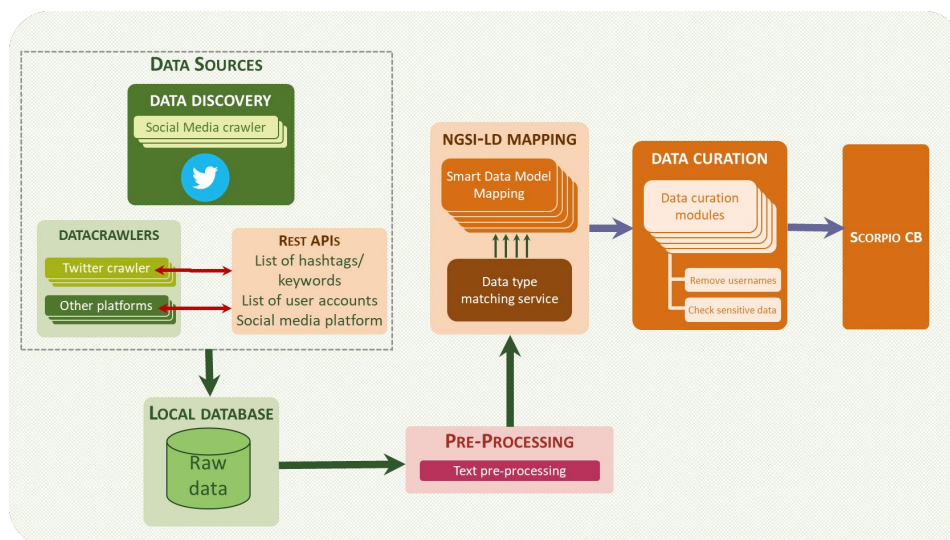 DATA SOURCES
DATA DISCOVERY
Social Media crawler
DATACRAWLERS
Twitter crawler
Other platforms
REST APIS
List of hashtags/
keywords
List of user accounts
Social media platform
LOCAL DATABASE
Raw
data
PRE-PROCESSING
Text pre-processing
NGSI-LD MAPPING
Smart Data Model
Mapping
Data type
matching service
DATA CURATION
Data curation
modules
Remove usernames
Check sensitive data
SCORPIO CB